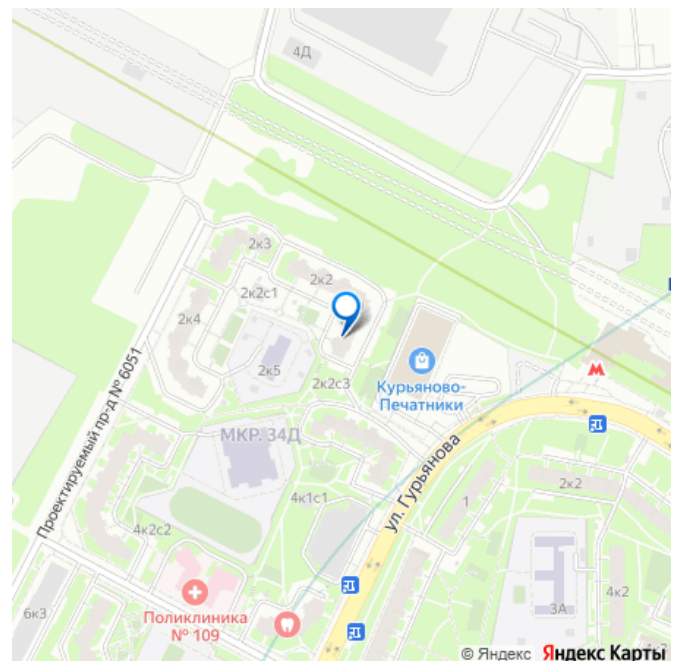 4Д
2к3
2к2
2к2с1
2к4
2к5
2к2с3
Курьяново-
Печатники
М
Проектируемый пр-д № 6051
МКР. 34Д
ул. Гурьянова
4к1с1
1
2к2
4к2с2
Поликлиника
№ 109
3А
4к2
6к3
© Яндекс Яндекс Карты